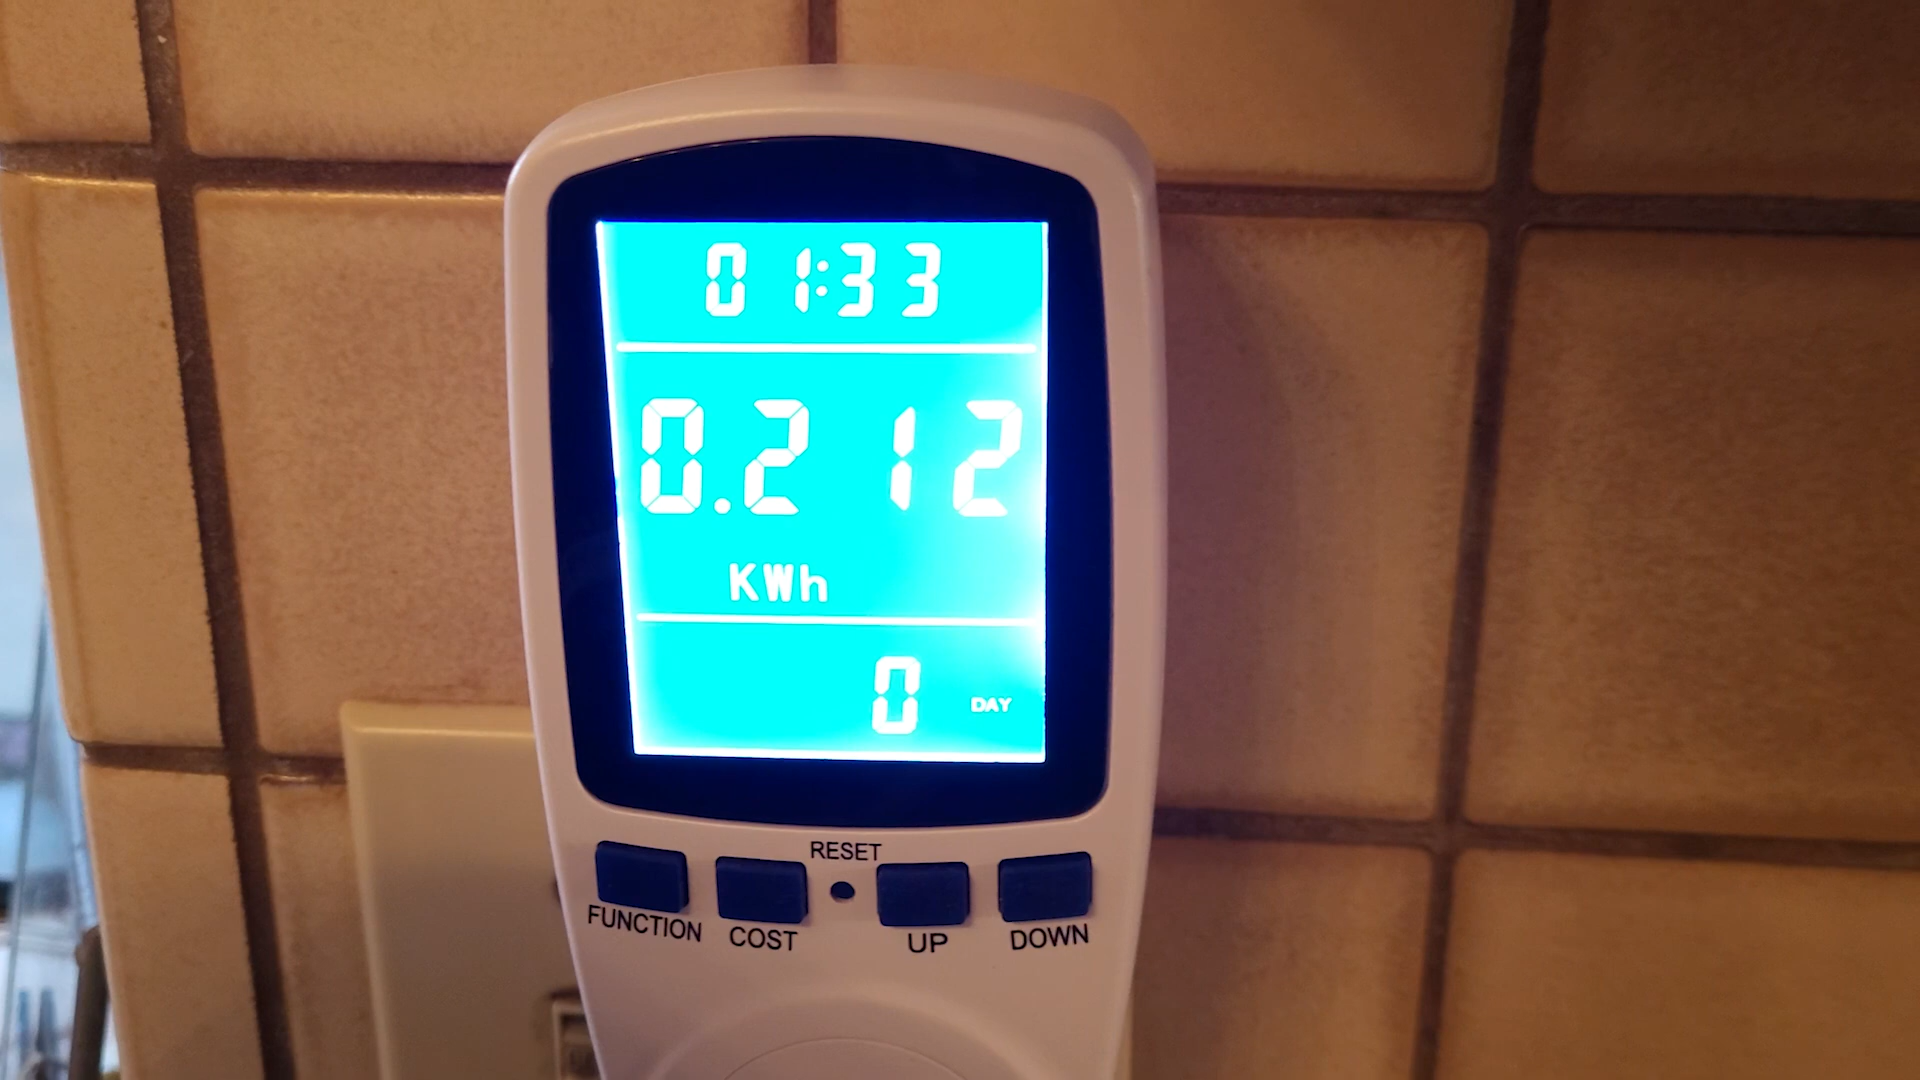 01:33
0.212
KWh
0 DAY
RESET
FUNCTION COST UP DOWN